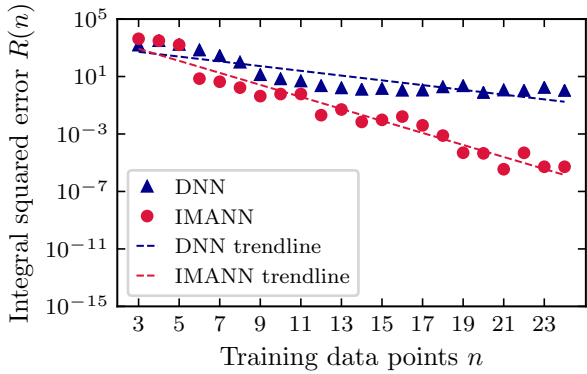 Integral squared error R(n)
10^5
10^1
10^−3
10^−7
10^−11
10^−15
DNN
IMANN
DNN trendline
IMANN trendline
3 5 7 9 11 13 15 17 19 21 23
Training data points n